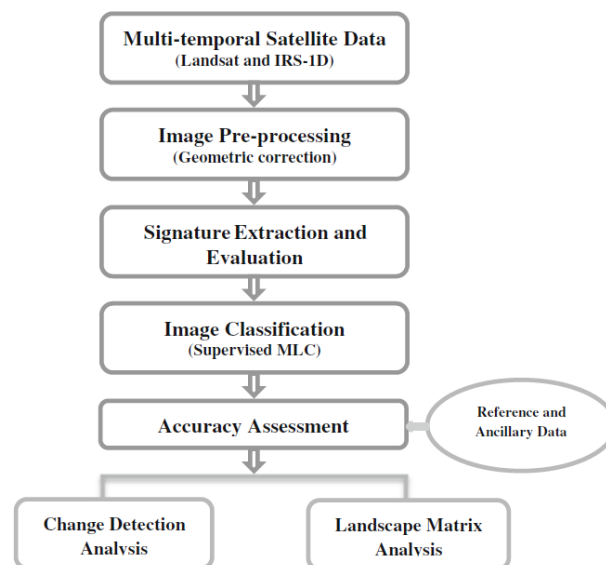 Multi-temporal Satellite Data
(Landsat and IRS-1D)
Image Pre-processing
(Geometric correction)
Signature Extraction and
Evaluation
Image Classification
(Supervised MLC)
Accuracy Assessment
Reference and
Ancillary Data
Change Detection
Analysis
Landscape Matrix
Analysis